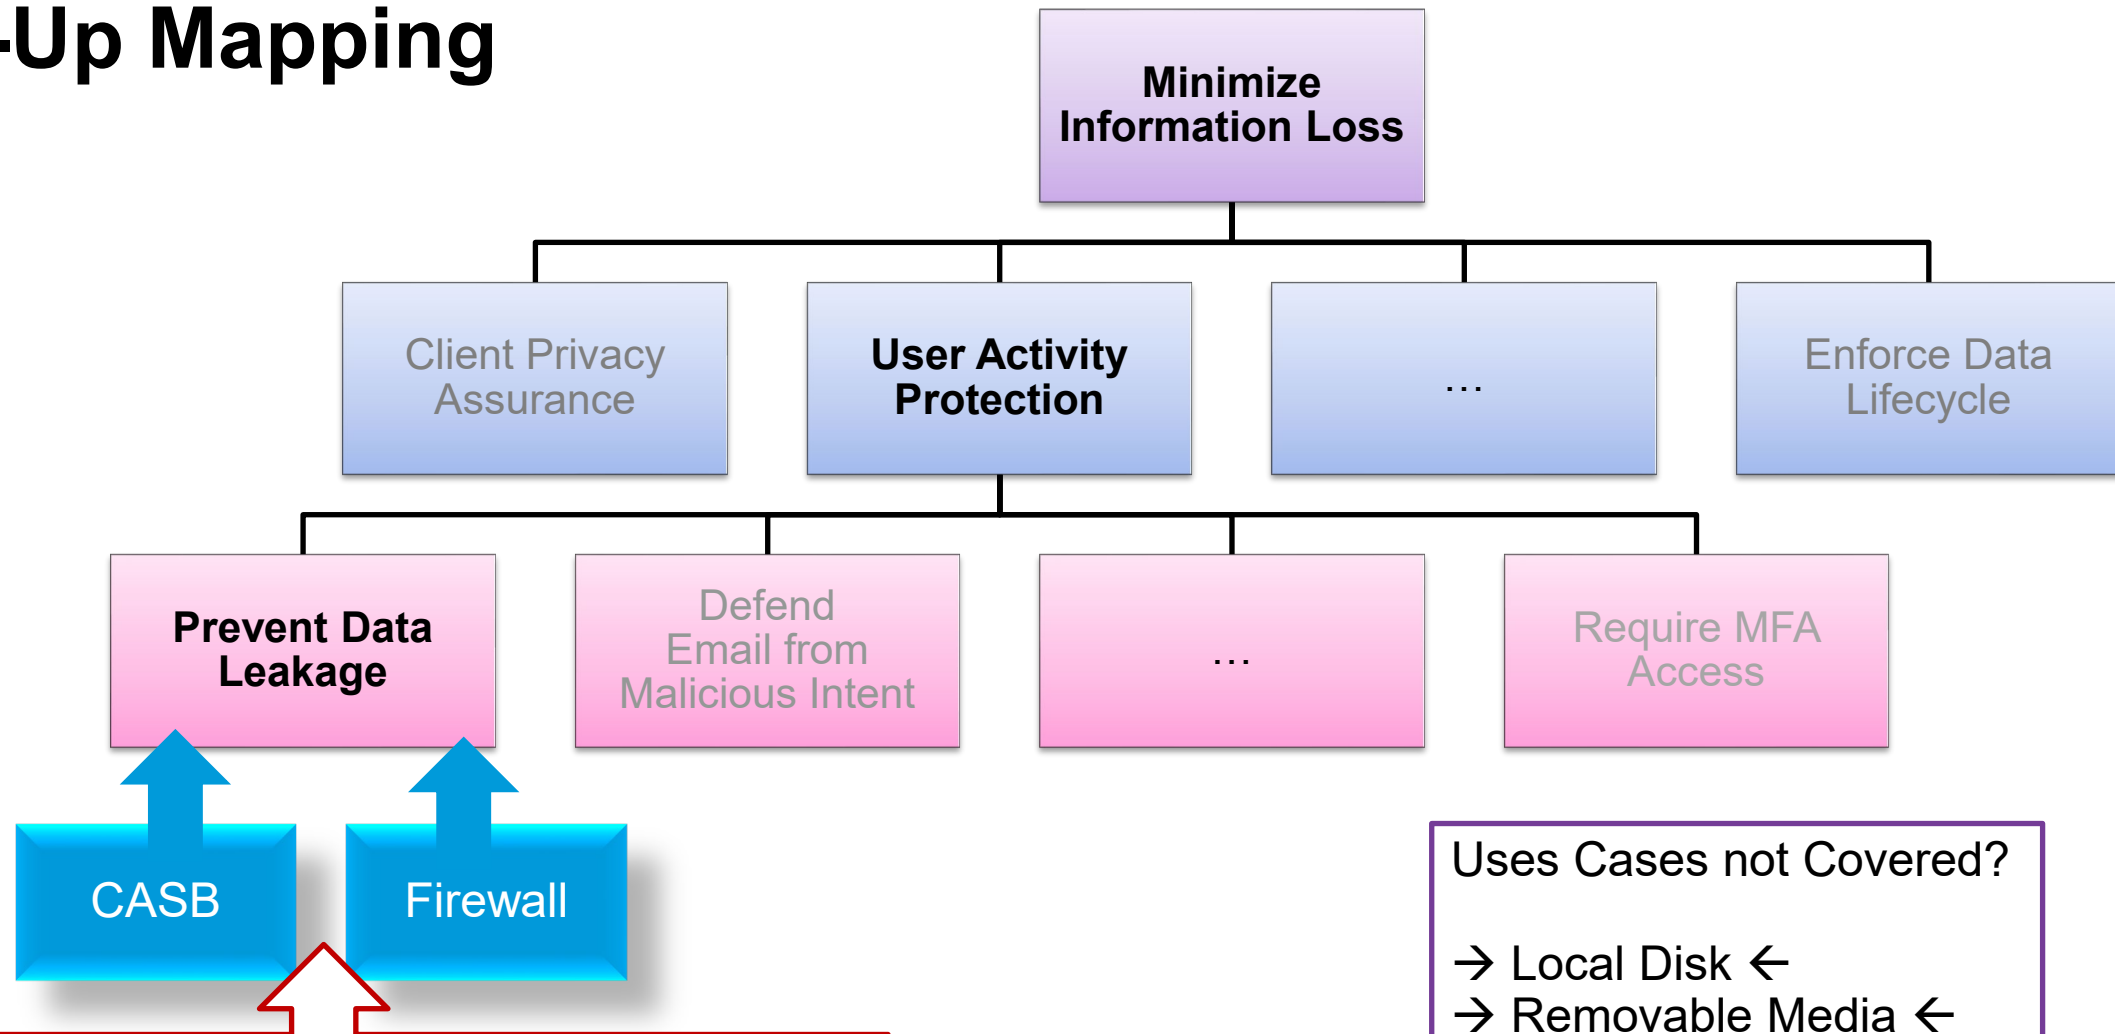 -Up Mapping
Minimize
Information Loss
Client Privacy
Assurance
User Activity
Protection
...
Enforce Data
Lifecycle
Prevent Data
Leakage
Defend
Email from
Malicious Intent
...
Require MFA
Access
CASB
Firewall
Uses Cases not Covered?
→ Local Disk ←
→ Removable Media ←